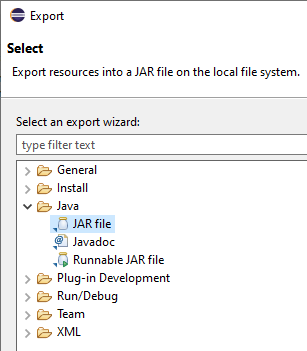 Export
Select
Export resources into a JAR file on the local file system.
Select an export wizard:
type filter text
General
Install
Java
JAR file
Javadoc
Runnable JAR file
Plug-in Development
Run/Debug
Team
XML